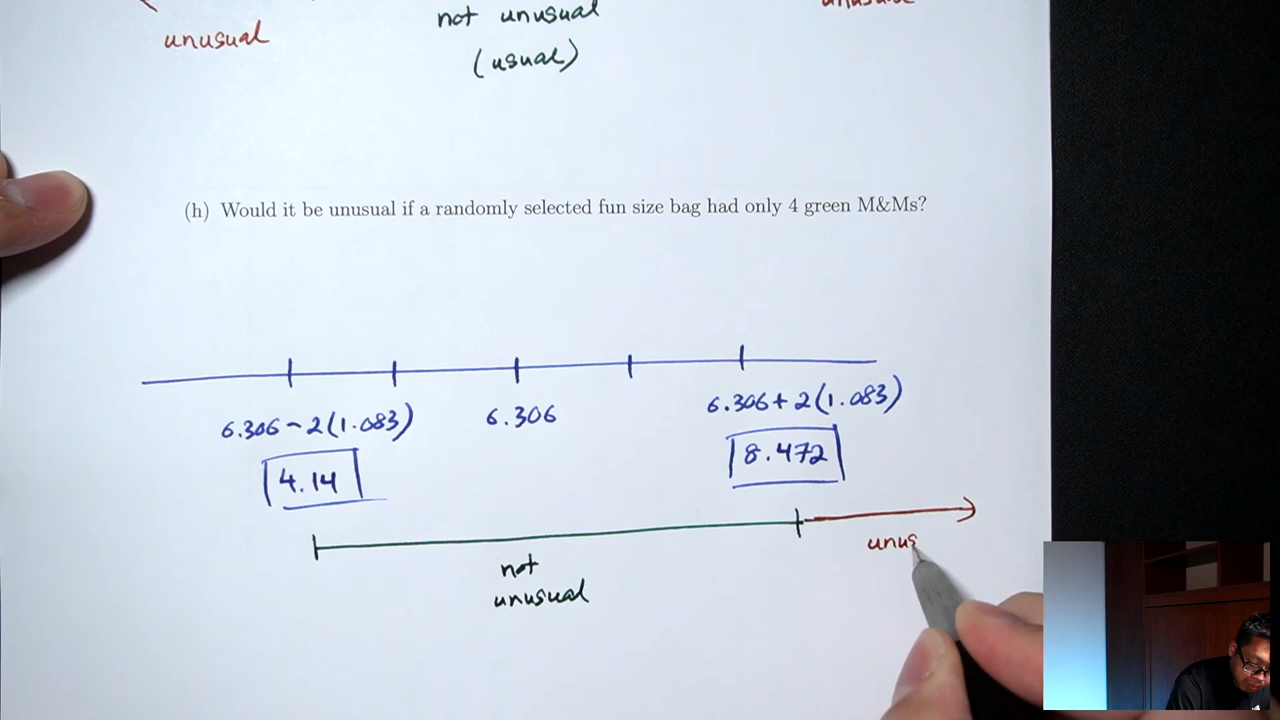 unusual
not unusual
(usual)
unusual
(h) Would it be unusual if a randomly selected fun size bag had only 4 green M&Ms?
6.306 - 2(1.083)
6.306
6.306 + 2(1.083)
4.14
8.472
not
unusual
unus